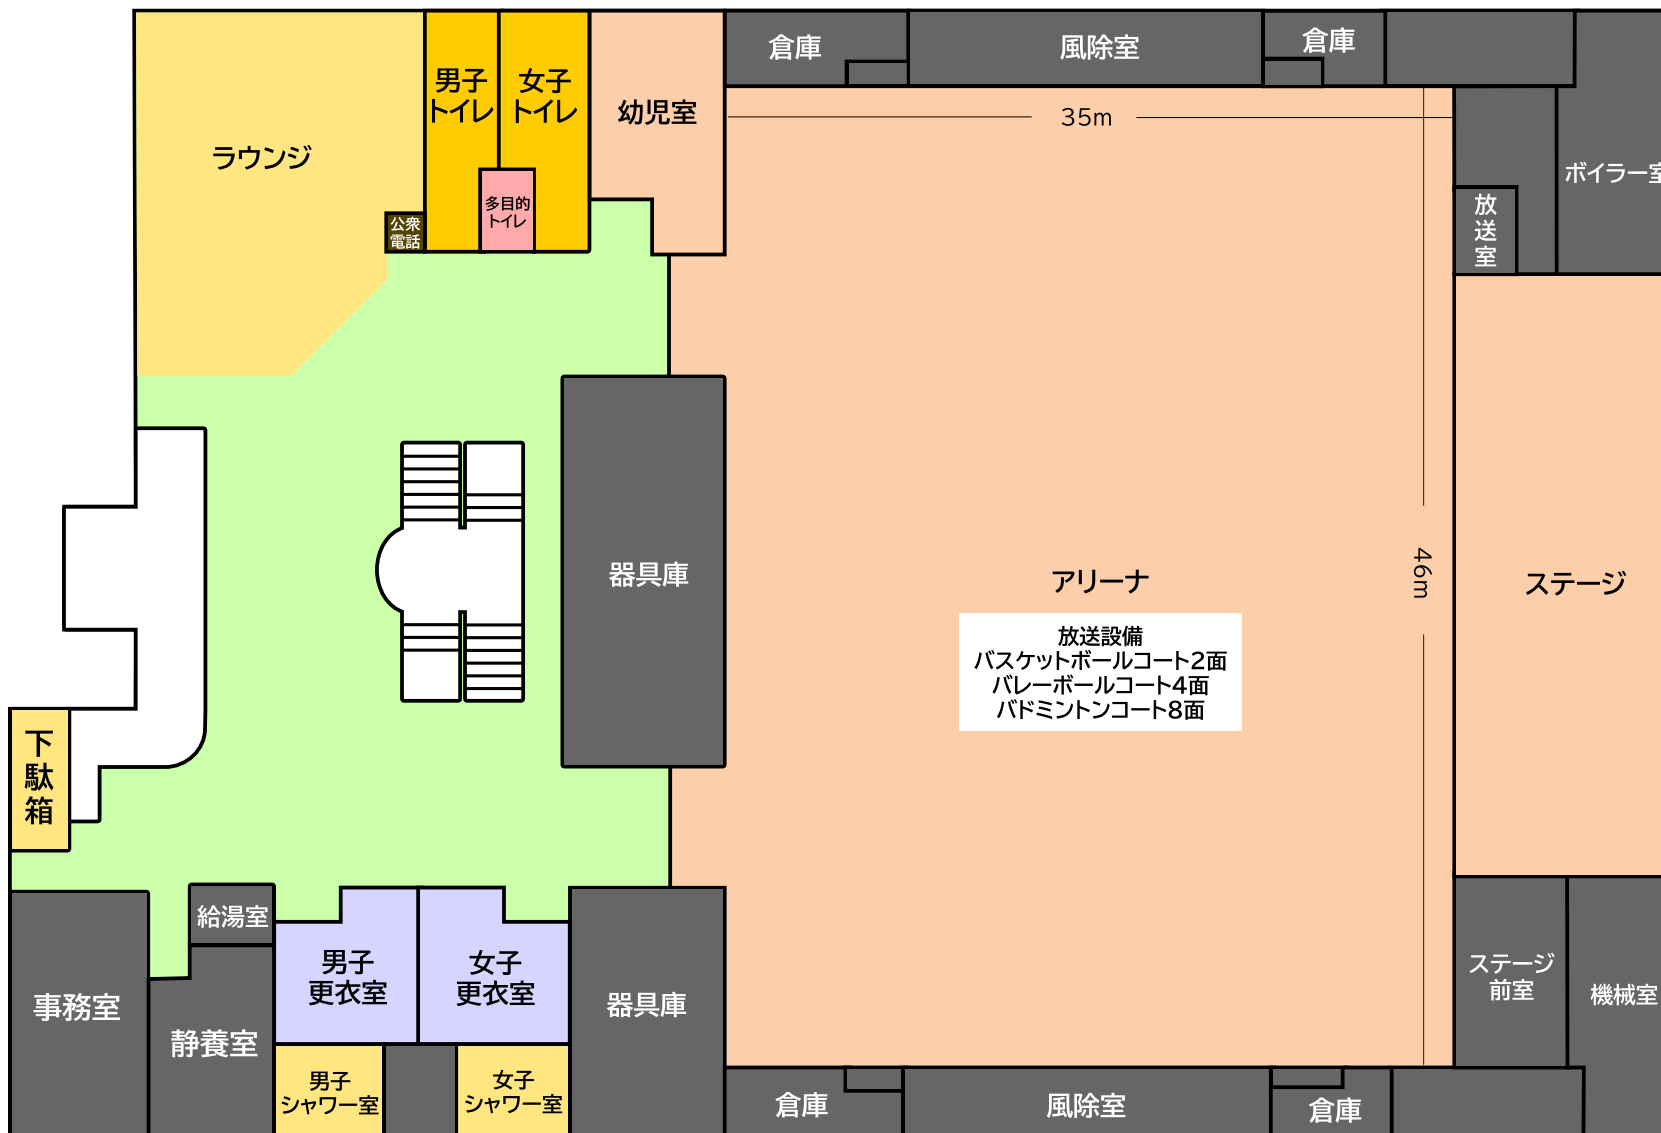 倉庫
風除室
倉庫
男子
トイレ
女子
トイレ
幼児室
35m
ラウンジ
ボイラー室
多目的
トイレ
公衆
電話
放
送
室
器具庫
46m
アリーナ
ステージ
放送設備
バスケットボールコート2面
バレーボールコート4面
バドミントンコート8面
下
駄
箱
給湯室
男子
更衣室
女子
更衣室
事務室
静養室
器具庫
ステージ
前室
機械室
男子
シャワー室
女子
シャワー室
倉庫
風除室
倉庫